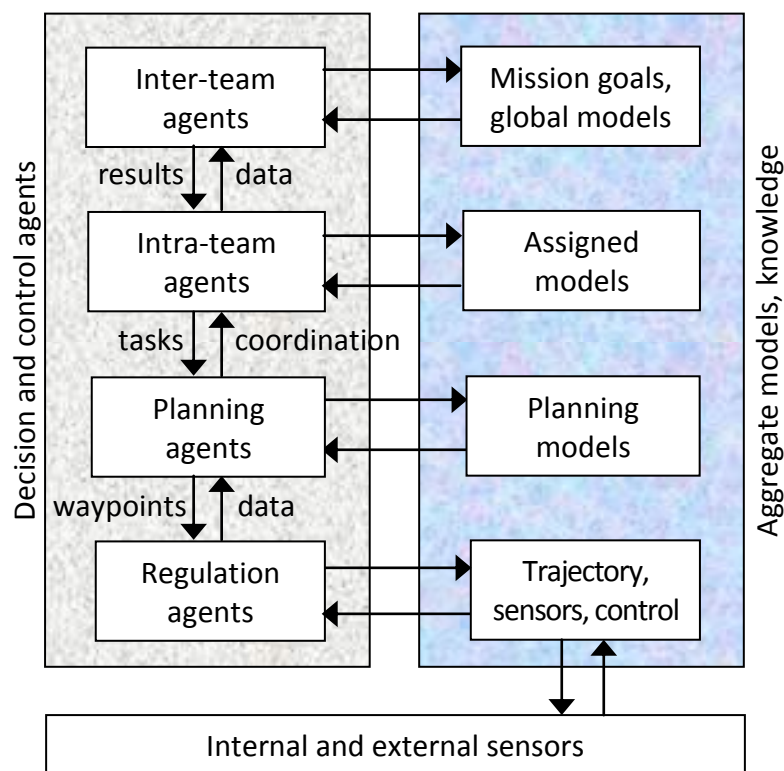 Decision and control agents
Inter-team
agents
results
data
Intra-team
agents
tasks
coordination
Planning
agents
waypoints
data
Regulation
agents
Mission goals,
global models
Assigned
models
Planning
models
Trajectory,
sensors, control
Aggregate models, knowledge
Internal and external sensors